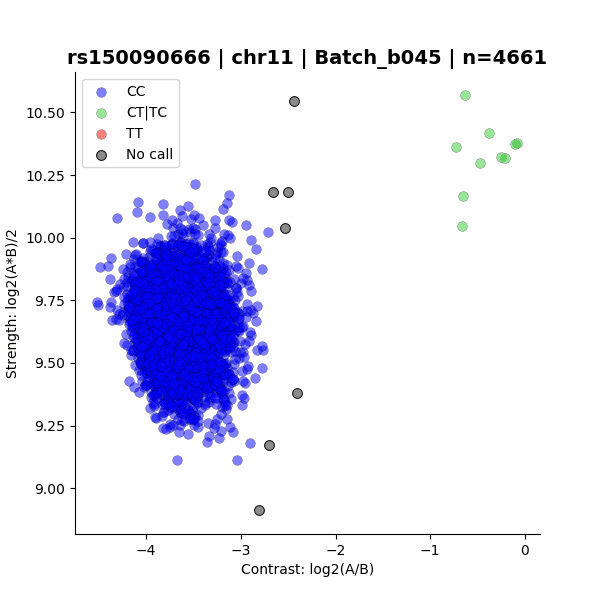 rs150090666 | chr11 | Batch_b045 | n=4661
CC
CT|TC
TT
No call
Strength: log2(A*B)/2
10.50
10.25
10.00
9.75
9.50
9.25
9.00
−4
−3
−2
−1
0
Contrast: log2(A/B)